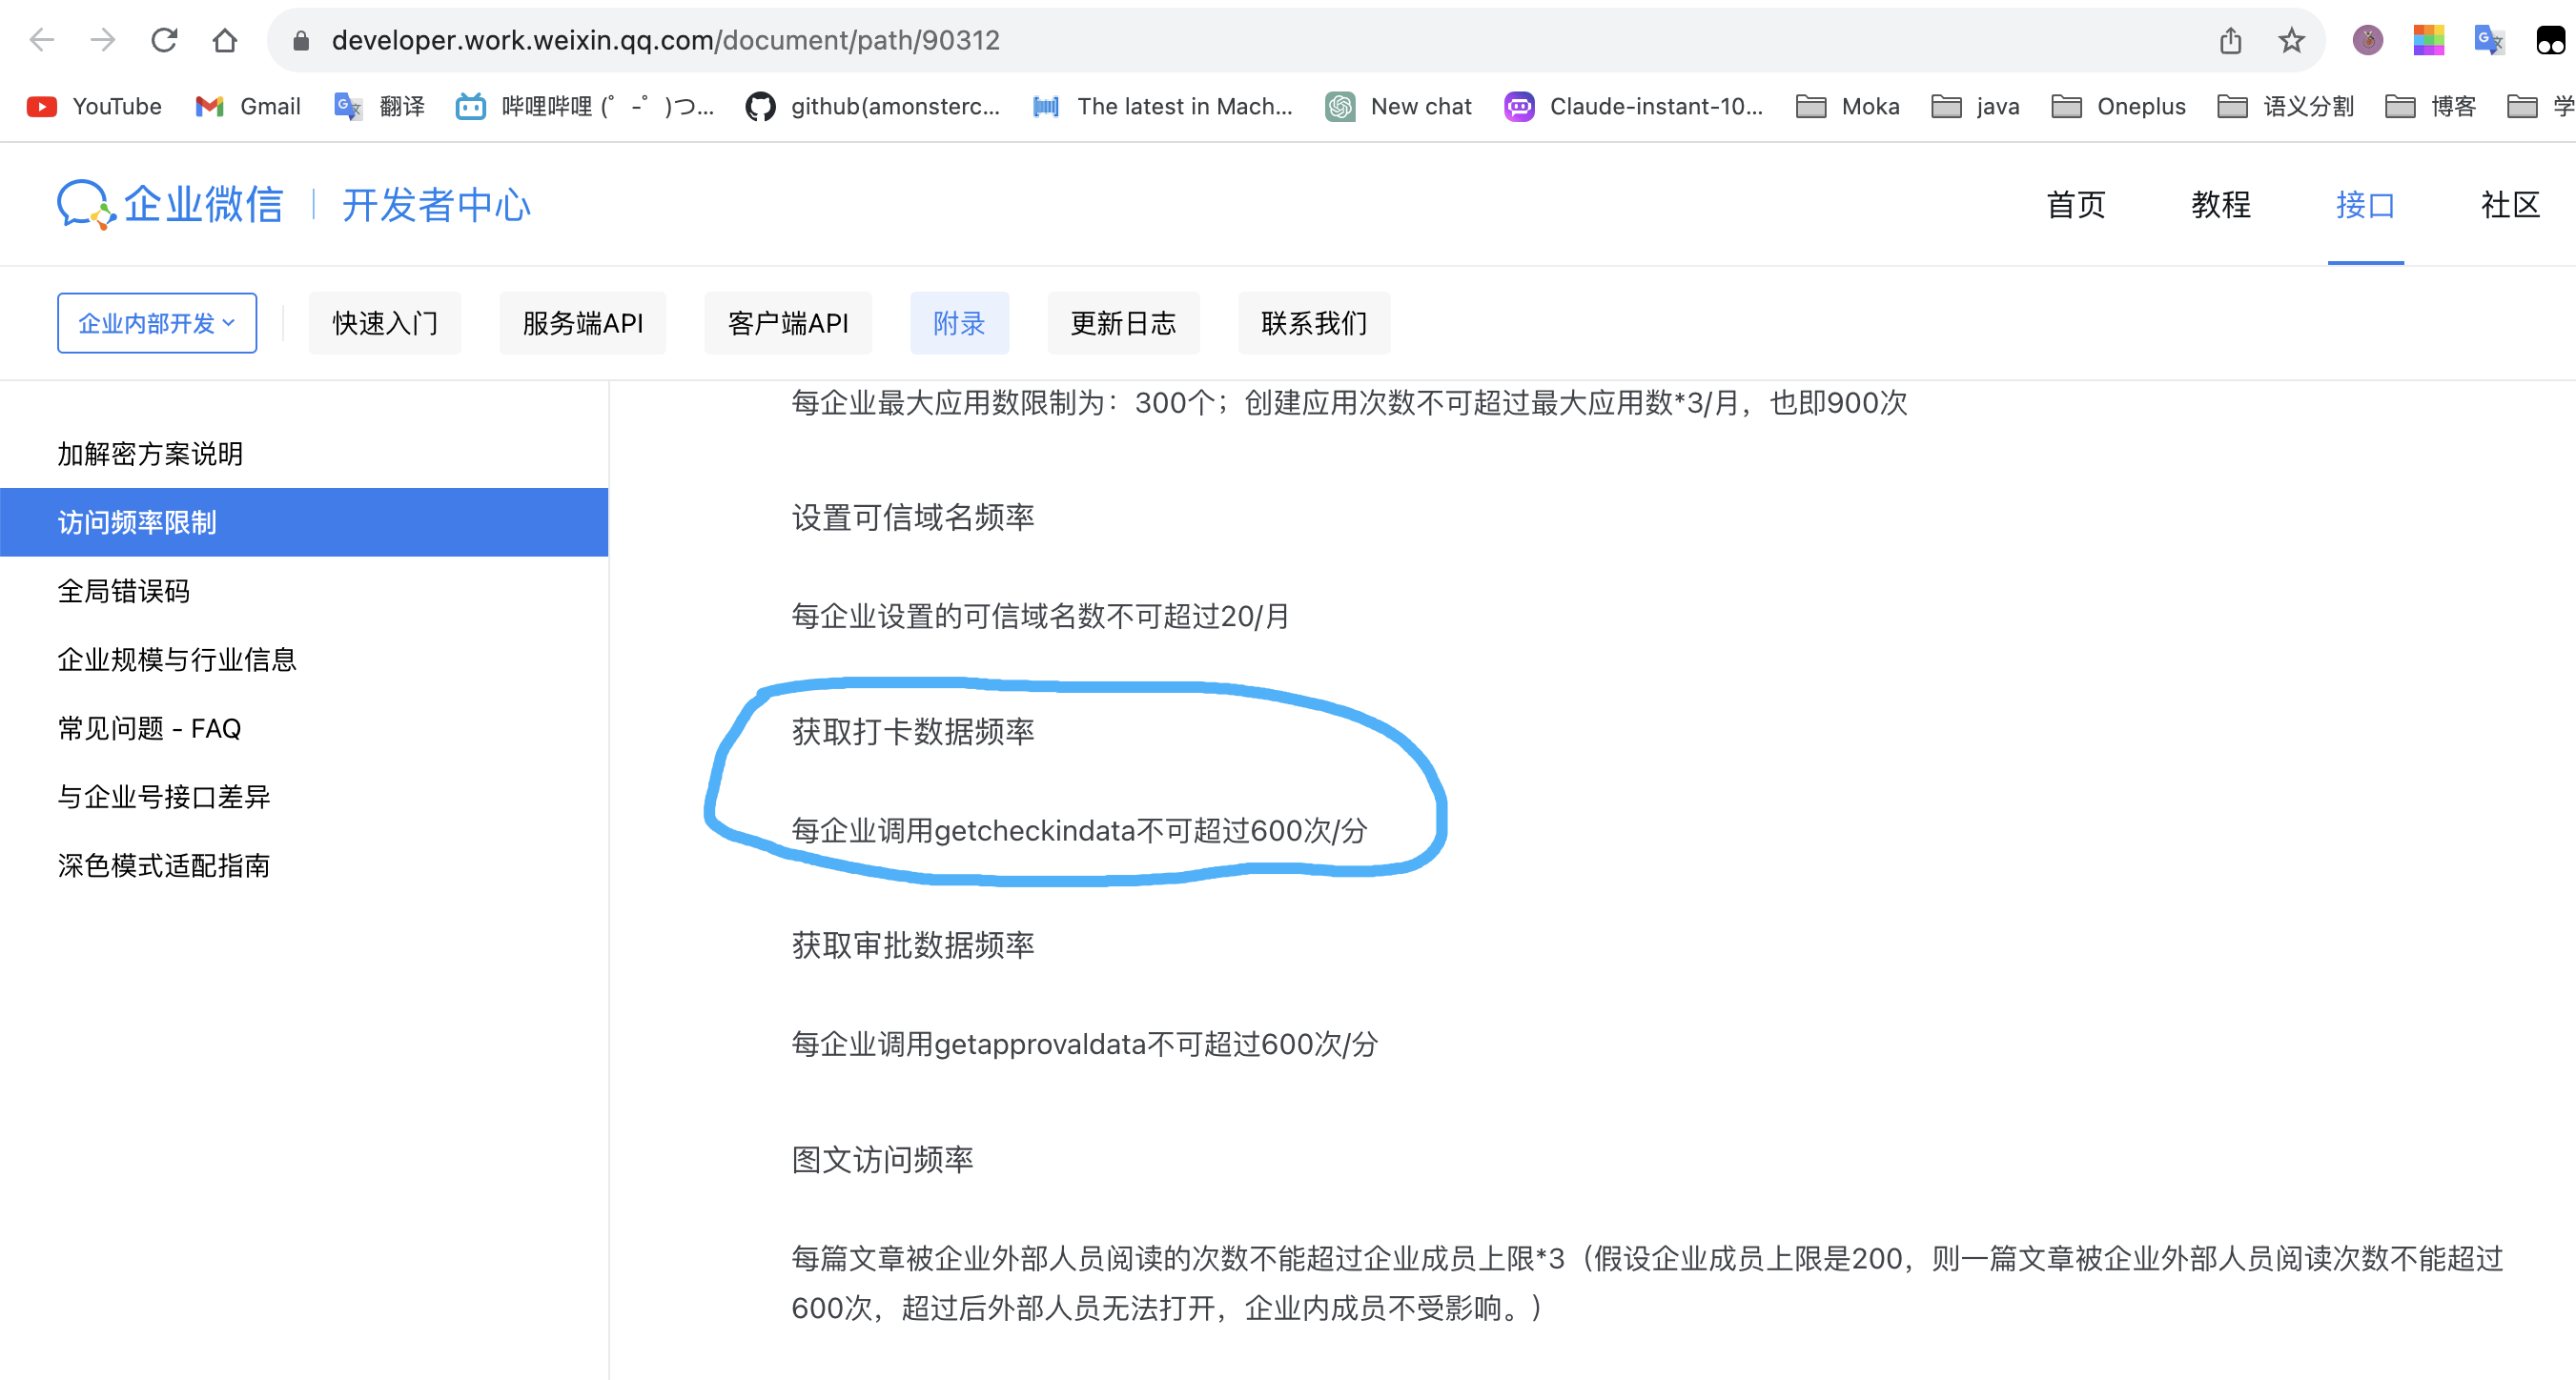 developer.work.weixin.qq.com/document/path/90312
YouTube
Gmail
翻译
哔哩哔哩 (゜-゜)つ...
github(amonsterc...
The latest in Mach...
New chat
Claude-instant-10...
Moka
java
Oneplus
语义分割
博客
学
企业微信 | 开发者中心
首页
教程
接口
社区
企业内部开发
快速入门
服务端API
客户端API
附录
更新日志
联系我们
加解密方案说明
访问频率限制
全局错误码
企业规模与行业信息
常见问题 - FAQ
与企业号接口差异
深色模式适配指南
每企业最大应用数限制为：300个；创建应用次数不可超过最大应用数*3/月，也即900次
设置可信域名频率
每企业设置的可信域名数不可超过20/月
获取打卡数据频率
每企业调用getcheckindata不可超过600次/分
获取审批数据频率
每企业调用getapprovaldata不可超过600次/分
图文访问频率
每篇文章被企业外部人员阅读的次数不能超过企业成员上限*3（假设企业成员上限是200，则一篇文章被企业外部人员阅读次数不能超过
600次，超过后外部人员无法打开，企业内成员不受影响。）